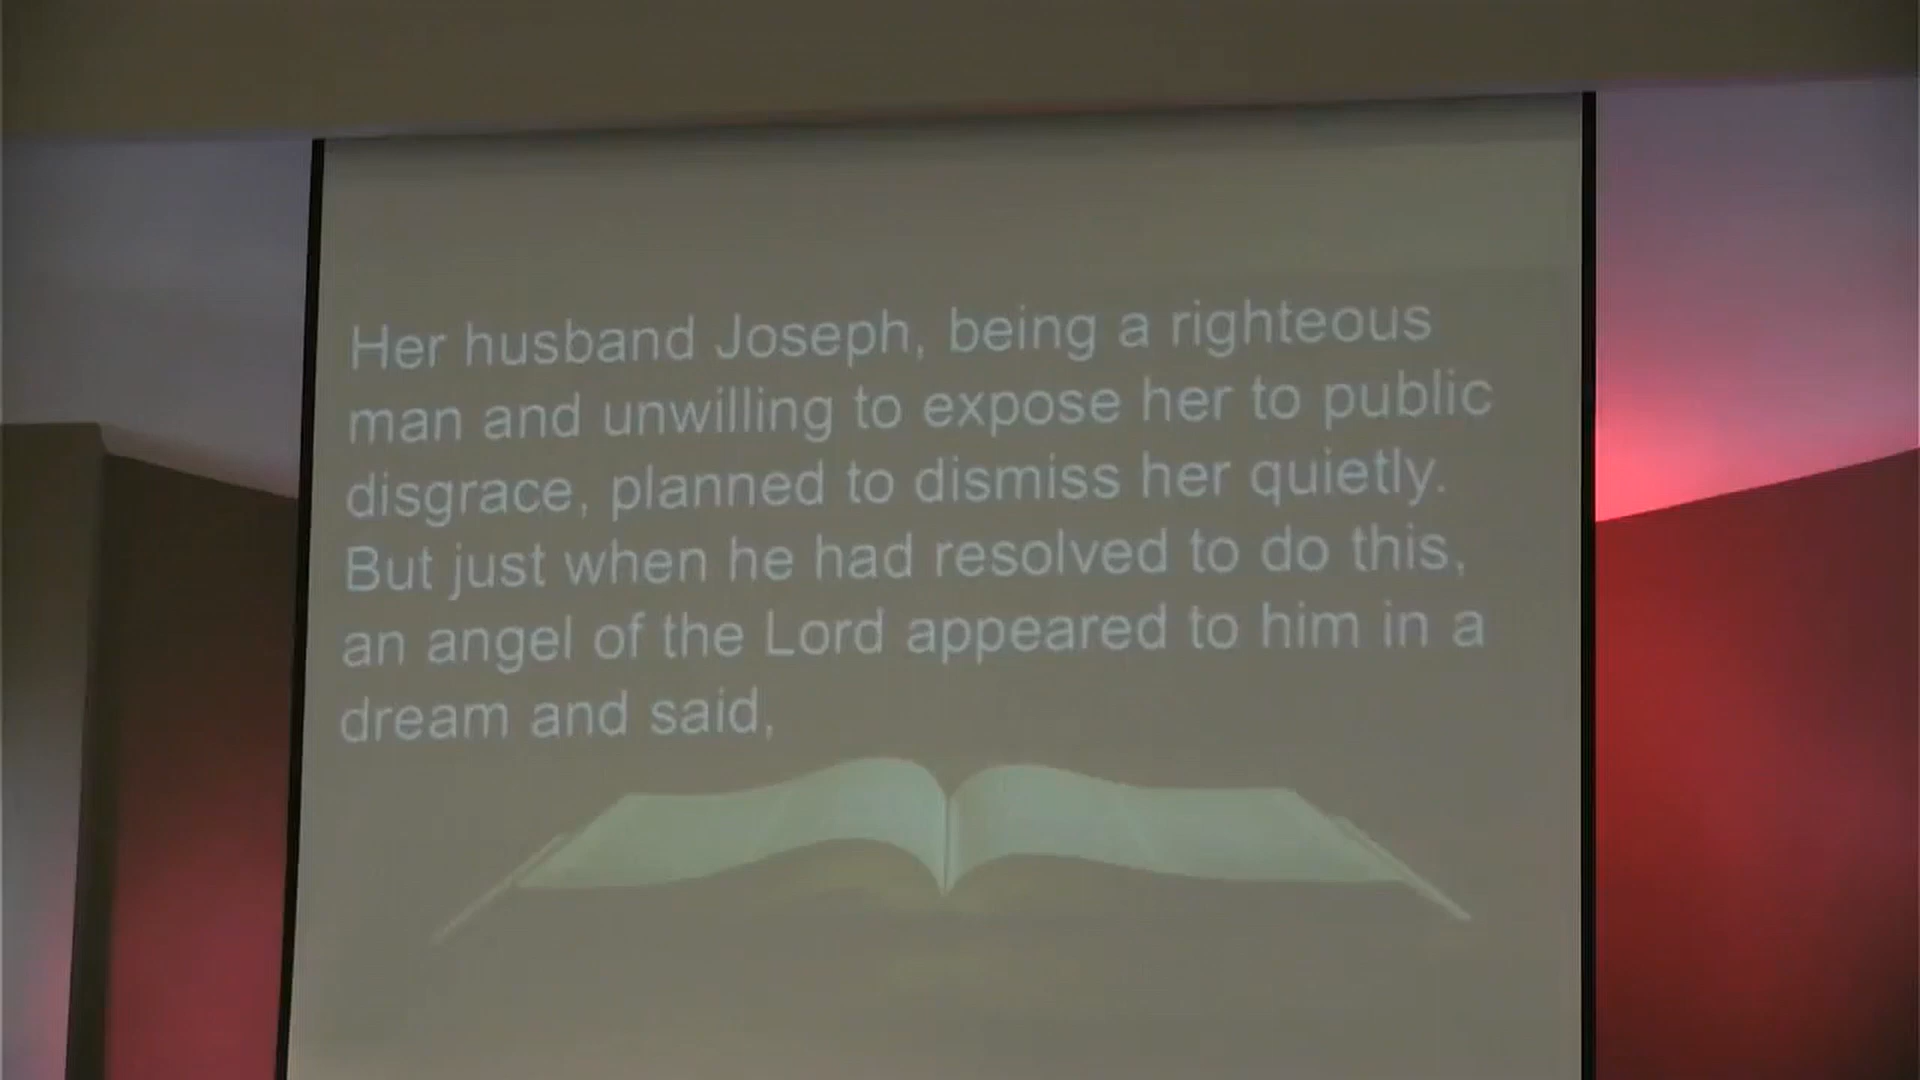 Her husband Joseph, being a righteous
man and unwilling to expose her to public
disgrace, planned to dismiss her quietly.
But just when he had resolved to do this,
an angel of the Lord appeared to him in a
dream and said,